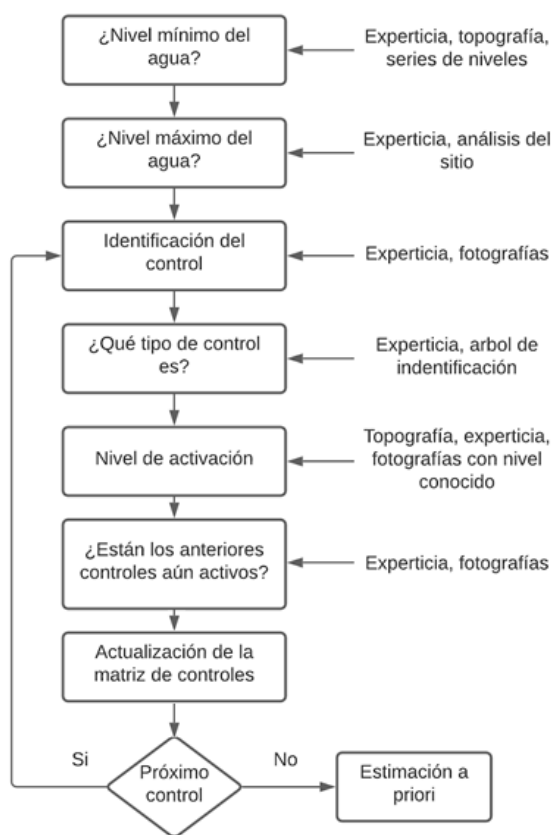 ¿Nivel mínimo del
agua?
Experticia, topografía,
series de niveles
¿Nivel máximo del
agua?
Experticia, análisis del
sitio
Identificación del
control
Experticia, fotografías
¿Qué tipo de control
es?
Experticia, arbol de
indentificación
Nivel de activación
Topografía, experticia,
fotografías con nivel
conocido
¿Están los anteriores
controles aún activos?
Experticia, fotografías
Actualización de la
matriz de controles
Si
Próximo
control
No
Estimación a
priori